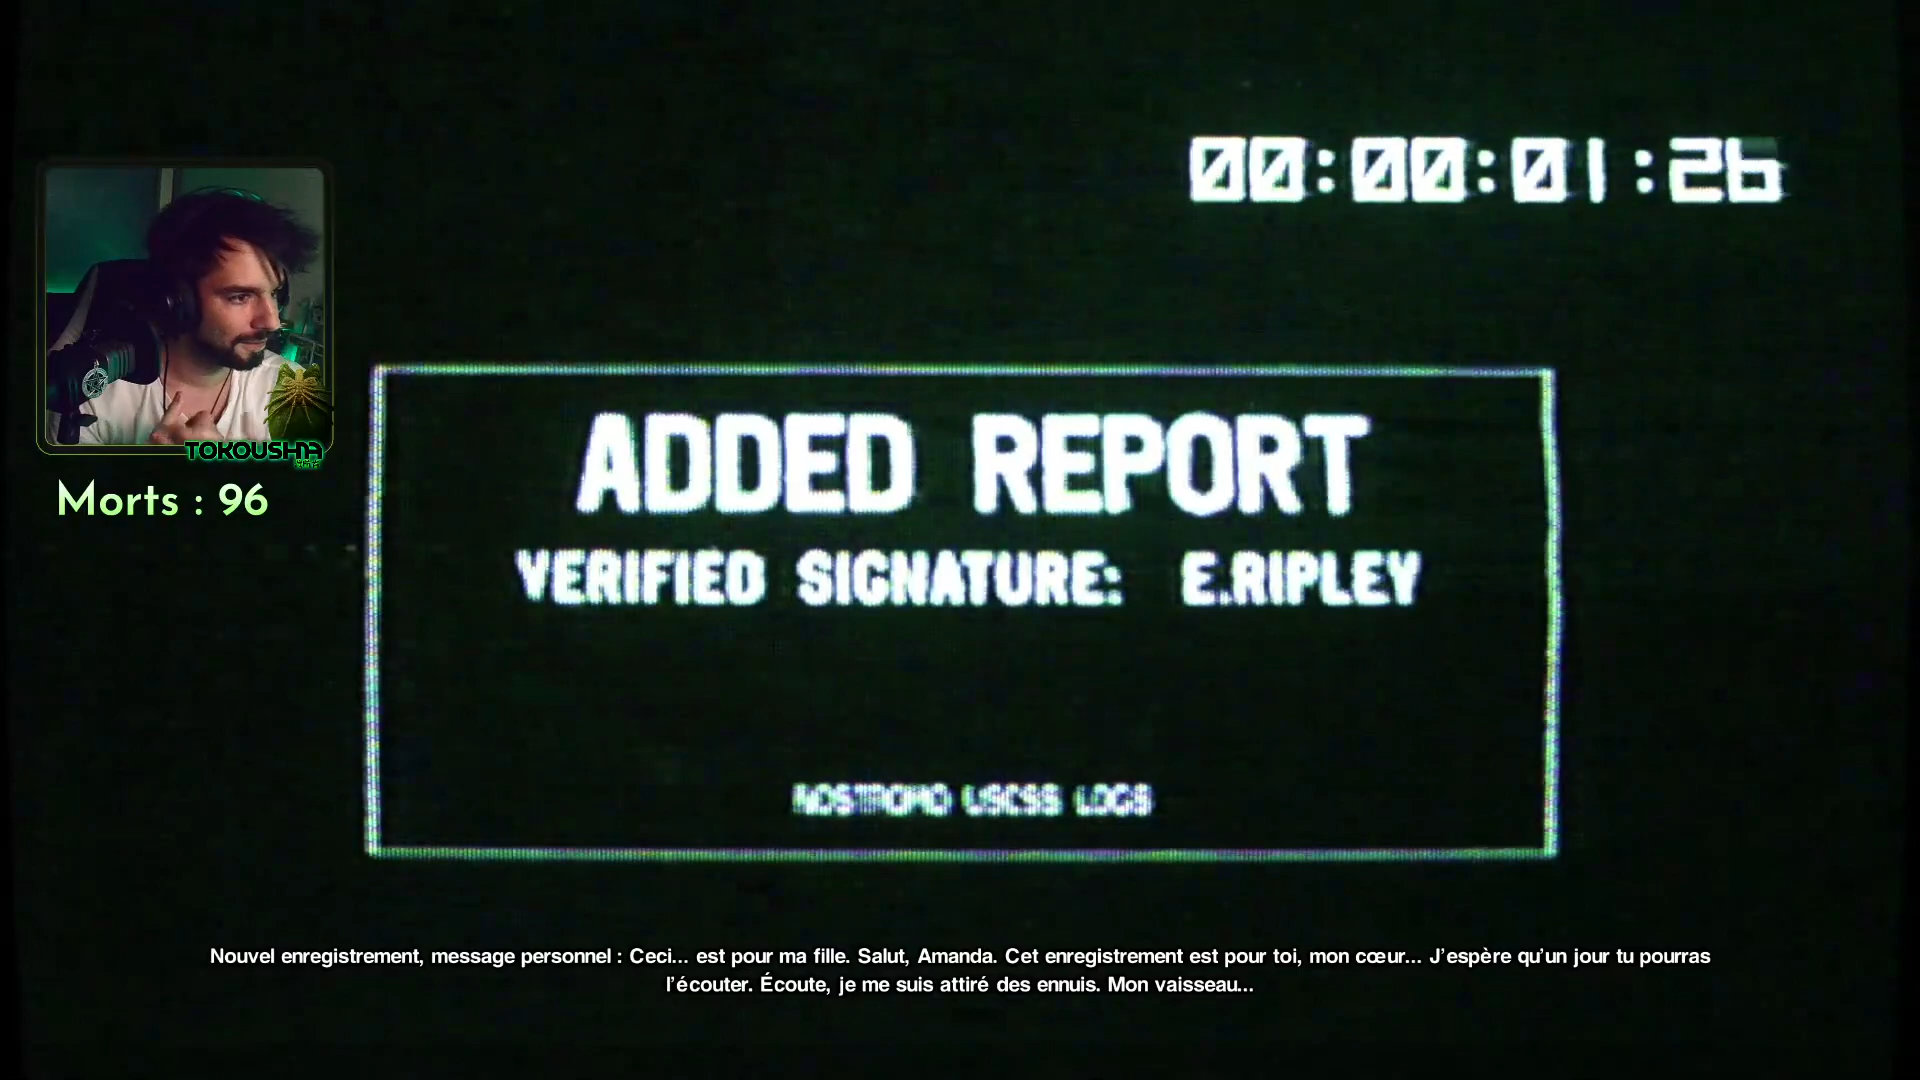 00:00:01:26
TOKOUSHA
Morts : 96
ADDED REPORT
VERIFIED SIGNATURE: E.RIPLEY
NOSTROMO USCSS LOGS
Nouvel enregistrement, message personnel : Ceci... est pour ma fille. Salut, Amanda. Cet enregistrement est pour toi, mon cœur... J’espère qu’un jour tu pourras
l’écouter. Écoute, je me suis attiré des ennuis. Mon vaisseau...